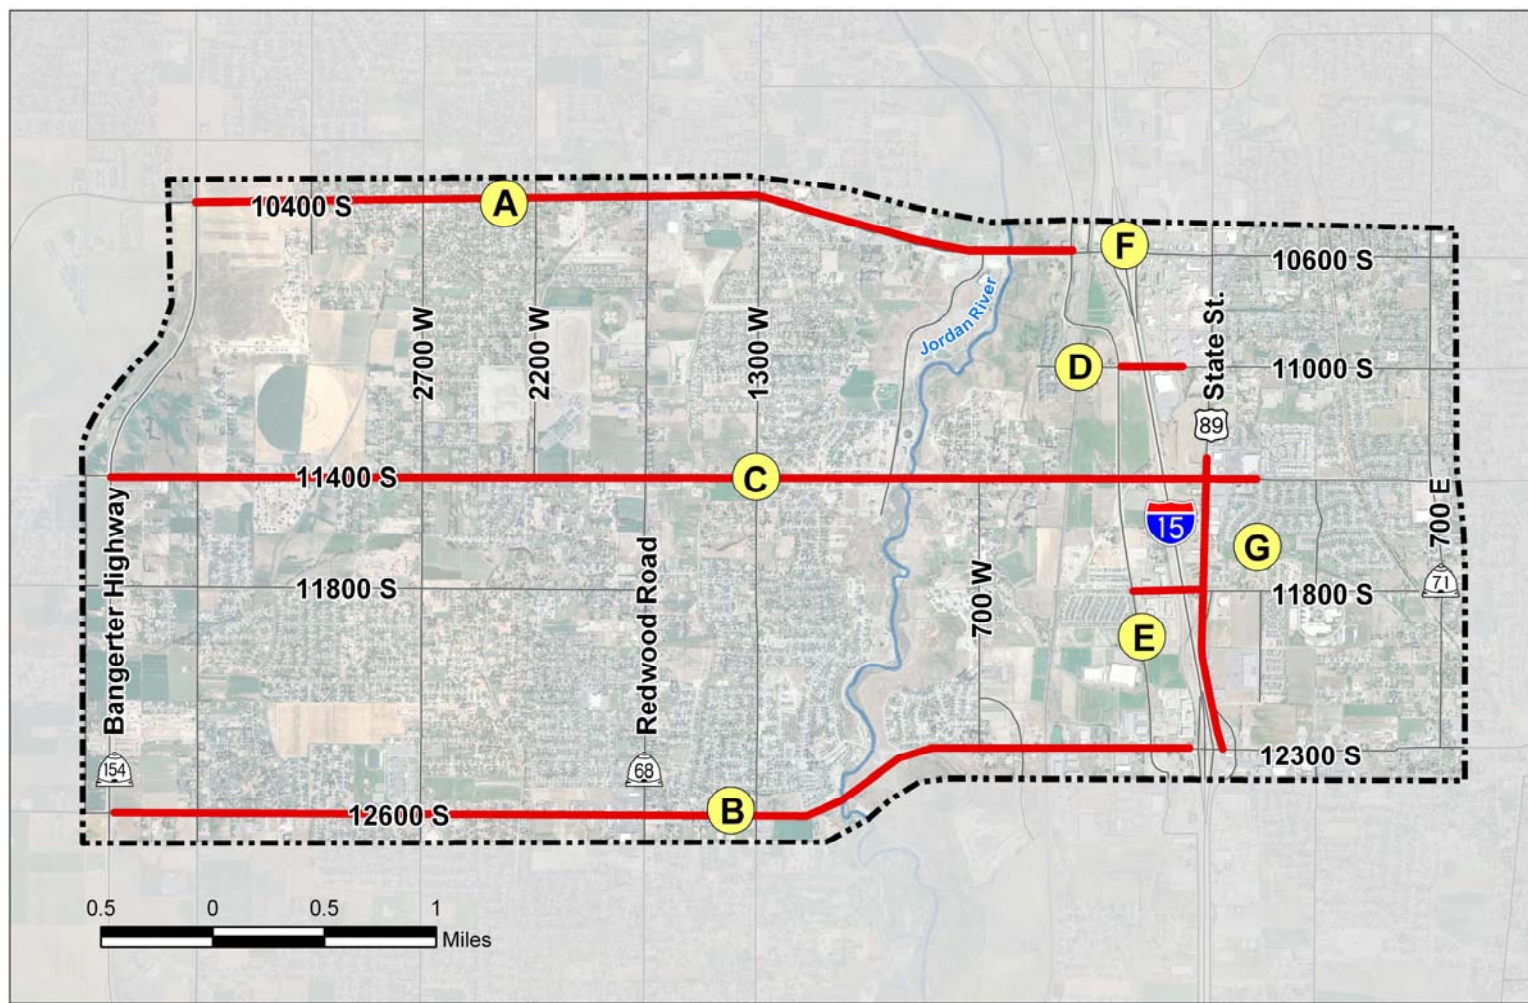 A
10400 S
F
10600 S
Jordan River
2700 W
2200 W
1300 W
State St.
D
11000 S
89
11400 S
C
Bangerter Highway
15
700 E
G
71
11800 S
Redwood Road
700 W
11800 S
E
154
68
12300 S
12600 S
B
0.5 0 0.5 1
Miles